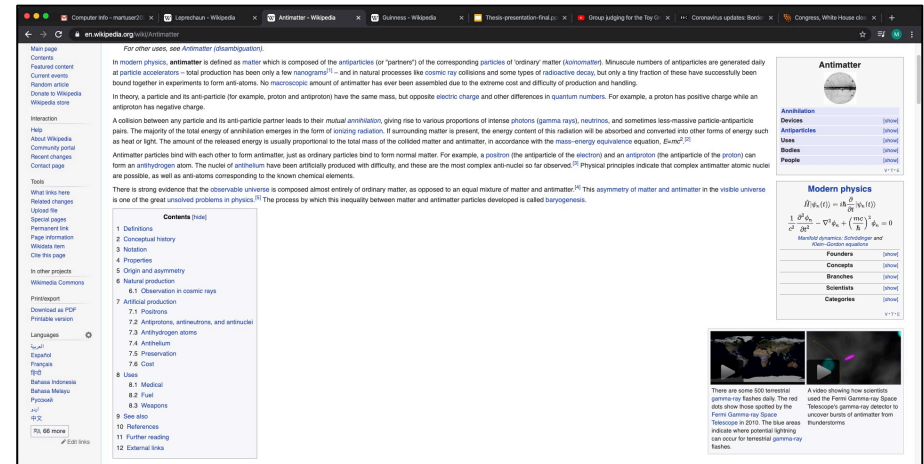 Computer Info - martuser20
Leprechaun - Wikipedia
Antimatter - Wikipedia
Guinness - Wikipedia
Thesis-presentation-final.pp
Group judging for the Toy Gr
Coronavirus updates: Border
Congress, White House clos
en.wikipedia.org/wiki/Antimatter
M
Main page
Contents
Featured content
Current events
Random article
Donate to Wikipedia
Wikipedia store
Interaction
Help
About Wikipedia
Community portal
Recent changes
Contact page
Tools
What links here
Related changes
Upload file
Special pages
Permanent link
Page information
Wikidata item
Cite this page
In other projects
Wikimedia Commons
Print/export
Download as PDF
Printable version
Languages
العربية
Español
Français
हिन्दी
Bahasa Indonesia
Bahasa Melayu
Русский
اردو
中文
66 more
Edit links
For other uses, see Antimatter (disambiguation).
In modern physics, antimatter is defined as matter which is composed of the antiparticles (or "partners") of the corresponding particles of 'ordinary' matter (koinomatter). Minuscule numbers of antiparticles are generated daily
at particle accelerators – total production has been only a few nanograms[1] – and in natural processes like cosmic ray collisions and some types of radioactive decay, but only a tiny fraction of these have successfully been
bound together in experiments to form anti-atoms. No macroscopic amount of antimatter has ever been assembled due to the extreme cost and difficulty of production and handling.
In theory, a particle and its anti-particle (for example, proton and antiproton) have the same mass, but opposite electric charge and other differences in quantum numbers. For example, a proton has positive charge while an
antiproton has negative charge.
A collision between any particle and its anti-particle partner leads to their mutual annihilation, giving rise to various proportions of intense photons (gamma rays), neutrinos, and sometimes less-massive particle-antiparticle
pairs. The majority of the total energy of annihilation emerges in the form of ionizing radiation. If surrounding matter is present, the energy content of this radiation will be absorbed and converted into other forms of energy such
as heat or light. The amount of the released energy is usually proportional to the total mass of the collided matter and antimatter, in accordance with the mass–energy equivalence equation, E=mc².[2]
Antimatter particles bind with each other to form antimatter, just as ordinary particles bind to form normal matter. For example, a positron (the antiparticle of the electron) and an antiproton (the antiparticle of the proton) can
form an antihydrogen atom. The nuclei of antihelium have been artificially produced with difficulty, and these are the most complex anti-nuclei so far observed.[3] Physical principles indicate that complex antimatter atomic nuclei
are possible, as well as anti-atoms corresponding to the known chemical elements.
There is strong evidence that the observable universe is composed almost entirely of ordinary matter, as opposed to an equal mixture of matter and antimatter.[4] This asymmetry of matter and antimatter in the visible universe
is one of the great unsolved problems in physics.[5] The process by which this inequality between matter and antimatter particles developed is called baryogenesis.
Contents [hide]
1 Definitions
2 Conceptual history
3 Notation
4 Properties
5 Origin and asymmetry
6 Natural production
6.1 Observation in cosmic rays
7 Artificial production
7.1 Positrons
7.2 Antiprotons, antineutrons, and antinuclei
7.3 Antihydrogen atoms
7.4 Antihelium
7.5 Preservation
7.6 Cost
8 Uses
8.1 Medical
8.2 Fuel
8.3 Weapons
9 See also
10 References
11 Further reading
12 External links
Antimatter
Annihilation
Devices [show]
Antiparticles [show]
Uses [show]
Bodies [show]
People [show]
V·T·E
Modern physics
Ĥ|ψₙ(t)⟩ = iħ ∂/∂t |ψₙ(t)⟩
1/c² ∂²ϕₙ/∂t² − ∇²ϕₙ + (mc/ħ)² ϕₙ = 0
Manifold dynamics: Schrödinger and
Klein–Gordon equations
Founders [show]
Concepts [show]
Branches [show]
Scientists [show]
Categories [show]
V·T·E
There are some 500 terrestrial
gamma-ray flashes daily. The red
dots show those spotted by the
Fermi Gamma-ray Space
Telescope in 2010. The blue areas
indicate where potential lightning
can occur for terrestrial gamma-ray
flashes.
A video showing how scientists
used the Fermi Gamma-ray Space
Telescope's gamma-ray detector to
uncover bursts of antimatter from
thunderstorms